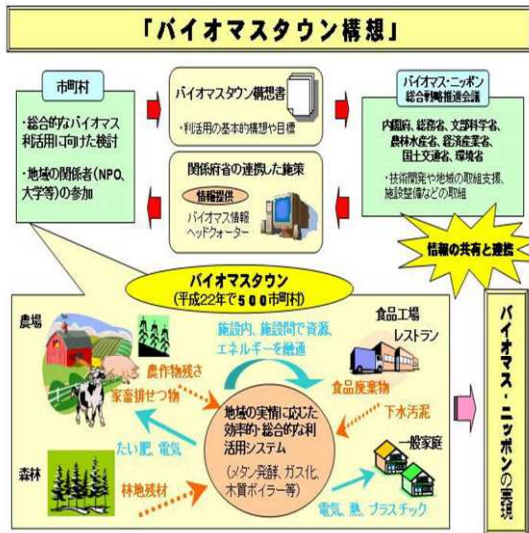 「バイオマスタウン構想」
市町村
・総合的なバイオマス
利活用に向けた検討
・地域の関係者(NPO、
大学等)の参加
バイオマスタウン構想書
・利活用の基本的構想や目標
関係府省の連携した施策
情報提供
バイオマス情報
ヘッドクォーター
バイオマス・ニッポン
総合戦略推進会議
内閣府、総務省、文部科学省、
農林水産省、経済産業省、
国土交通省、環境省
・技術開発や地域の取組支援、
施設整備などの取組
情報の共有と連携
バイオマスタウン
(平成22年で500市町村)
農場
農作物残さ
家畜排せつ物
たい肥、電気
森林
林地残材
施設内、施設間で資源、
エネルギーを融通
地域の実情に応じた
効率的・総合的な利
活用システム
(メタン発酵、ガス化、
木質ボイラー等)
食品工場
レストラン
食品廃棄物
下水汚泥
一般家庭
電気、熱、プラスチック
バイオマス・ニッポンの実現